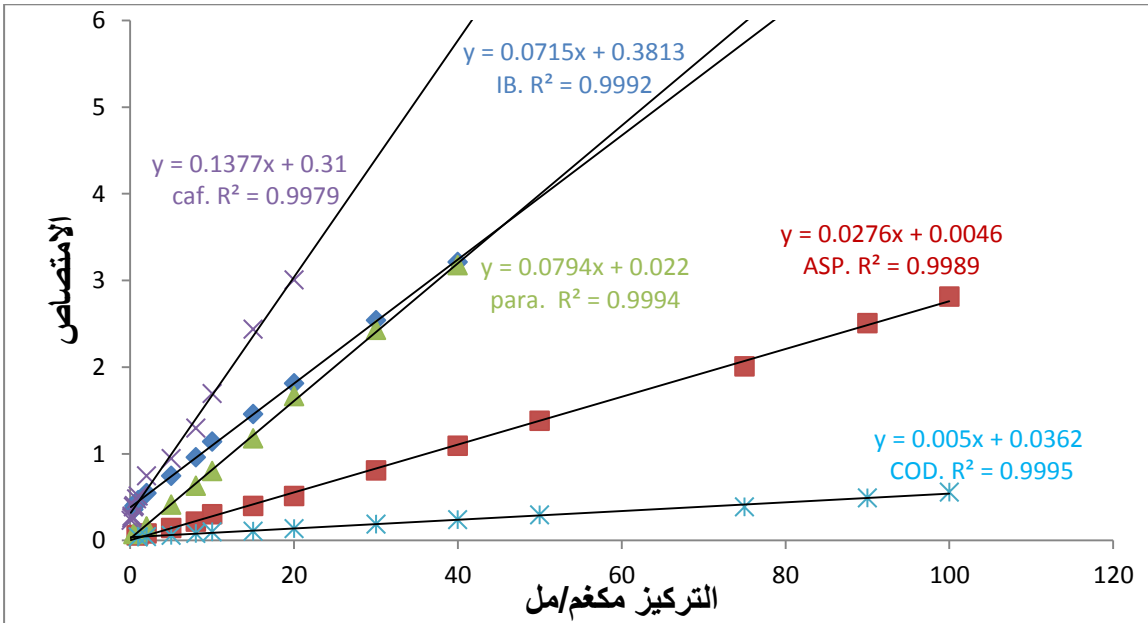 6
5
4
3
2
1
0
الامتصاص
y = 0.0715x + 0.3813
IB. R² = 0.9992
y = 0.1377x + 0.31
caf. R² = 0.9979
y = 0.0794x + 0.022
para. R² = 0.9994
y = 0.0276x + 0.0046
ASP. R² = 0.9989
y = 0.005x + 0.0362
COD. R² = 0.9995
0 20 40 60 80 100 120
التركيز مكغم/مل